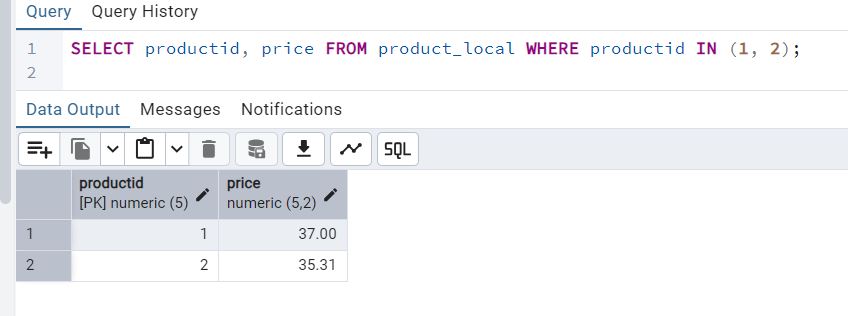 Query Query History
1 SELECT productid, price FROM product_local WHERE productid IN (1, 2);
2
Data Output Messages Notifications
SQL
productid price
[PK] numeric (5) numeric (5,2)
1 1 37.00
2 2 35.31